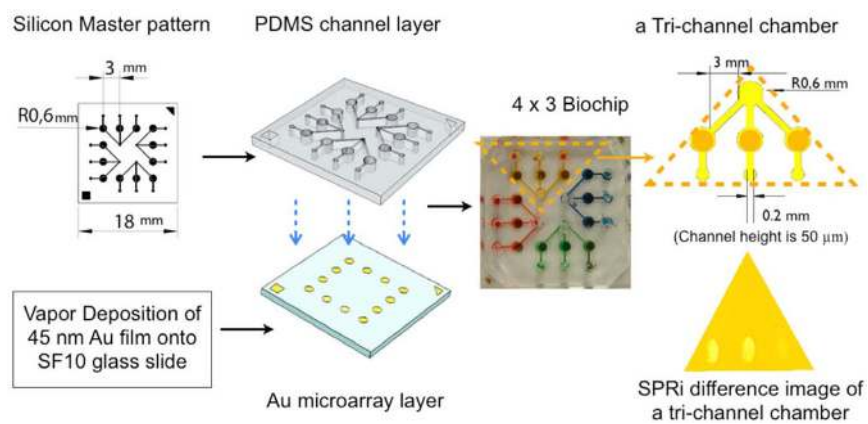 Silicon Master pattern
PDMS channel layer
a Tri-channel chamber
3 mm
R0,6 mm
18 mm
4 x 3 Biochip
3 mm
R0,6 mm
0.2 mm
(Channel height is 50 µm)
Vapor Deposition of
45 nm Au film onto
SF10 glass slide
Au microarray layer
SPRi difference image of
a tri-channel chamber